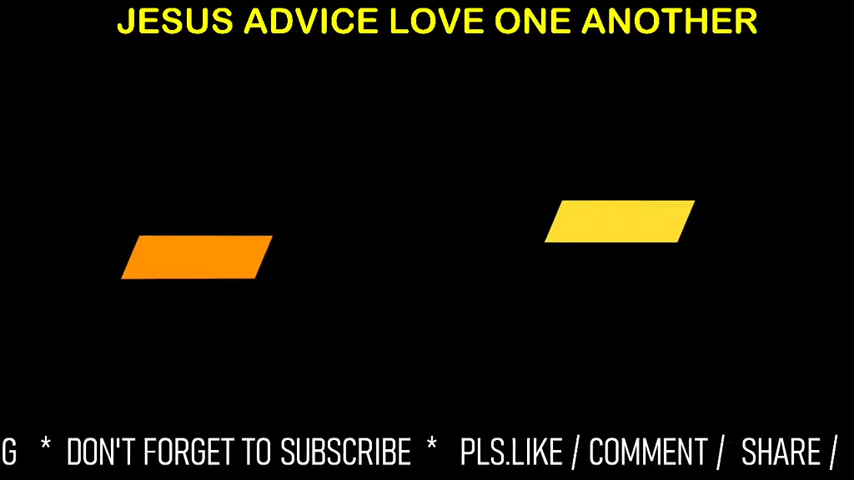 JESUS ADVICE LOVE ONE ANOTHER
G * DON'T FORGET TO SUBSCRIBE * PLS.LIKE / COMMENT / SHARE /